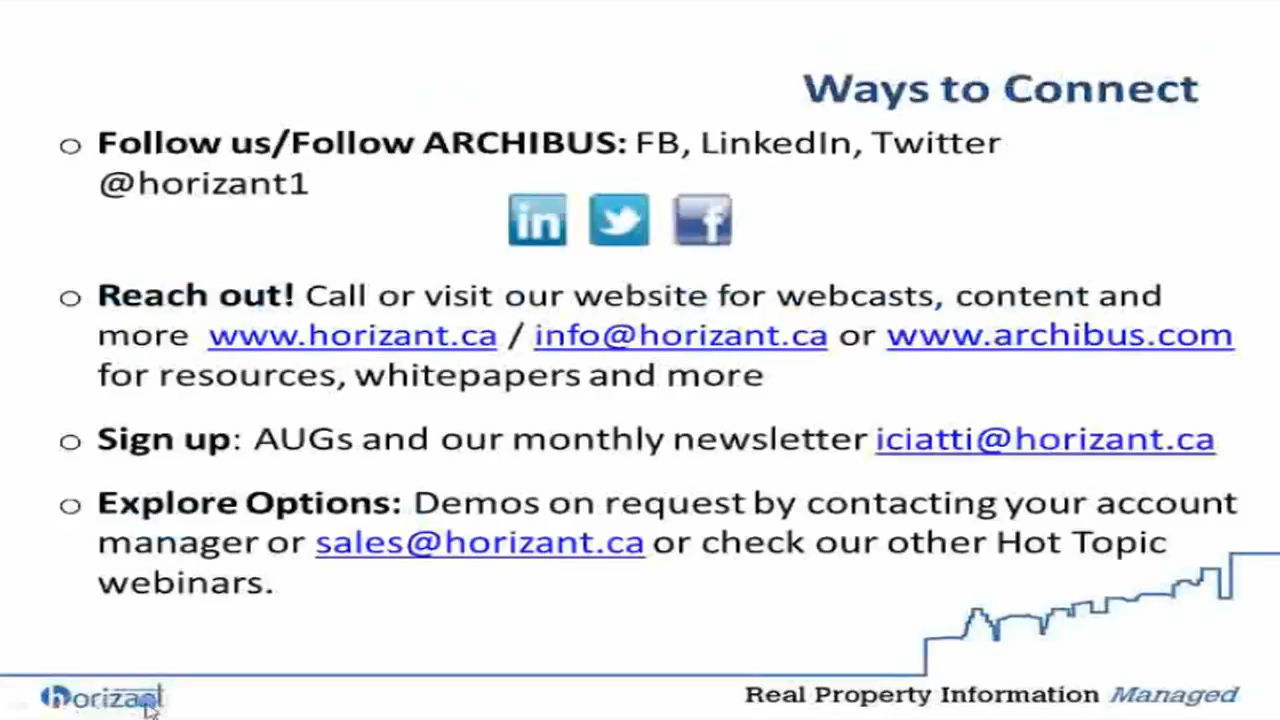 Ways to Connect
o Follow us/Follow ARCHIBUS: FB, LinkedIn, Twitter
@horizant1
in f
o Reach out! Call or visit our website for webcasts, content and
more www.horizant.ca / info@horizant.ca or www.archibus.com
for resources, whitepapers and more
o Sign up: AUGs and our monthly newsletter iciatti@horizant.ca
o Explore Options: Demos on request by contacting your account
manager or sales@horizant.ca or check our other Hot Topic
webinars.
horizant
Real Property Information Managed